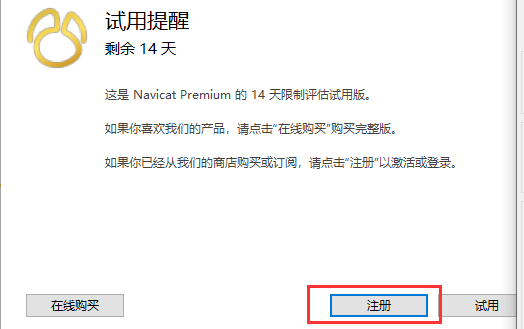 试用提醒
剩余 14 天
这是 Navicat Premium 的 14 天限制评估试用版。
如果你喜欢我们的产品，请点击“在线购买”购买完整版。
如果你已经从我们的商店购买或订阅，请点击“注册”以激活或登录。
在线购买 注册 试用